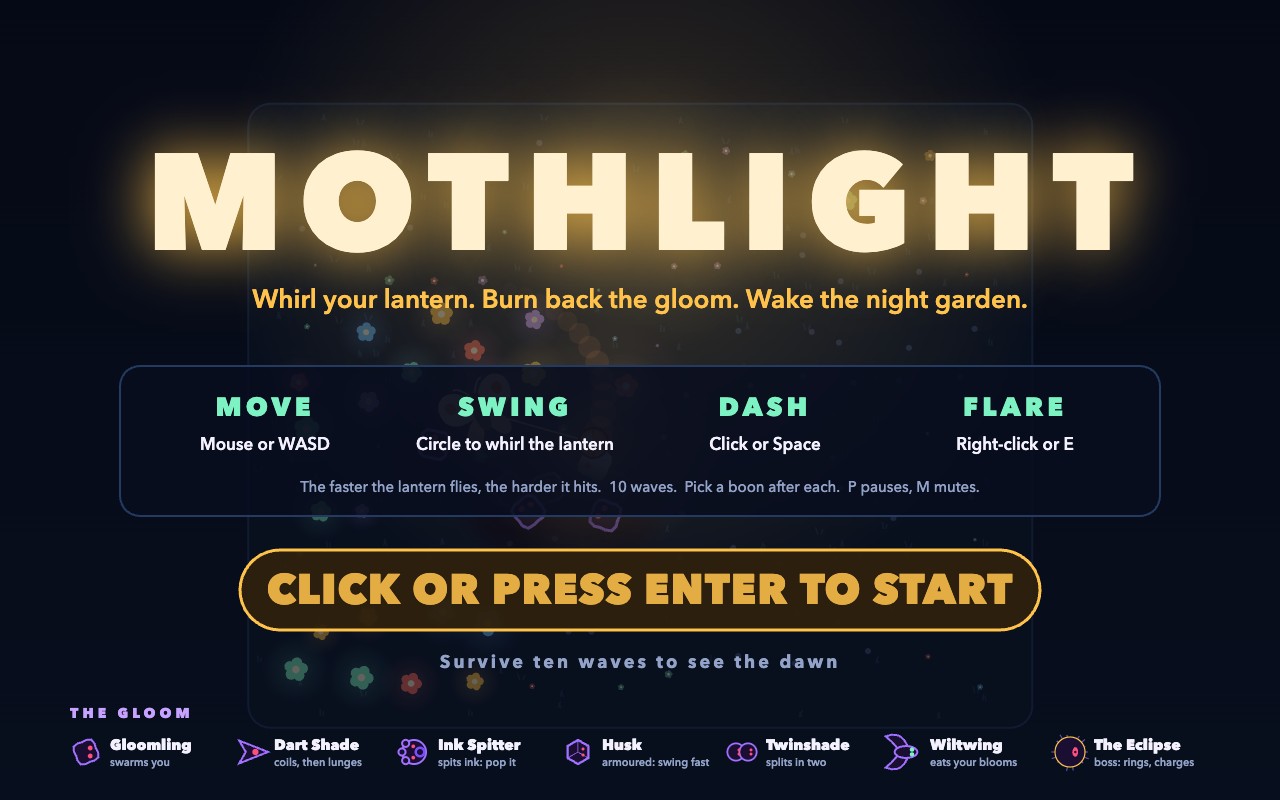 MOTHLIGHT
Whirl your lantern. Burn back the gloom. Wake the night garden.
MOVE
Mouse or WASD
SWING
Circle to whirl the lantern
DASH
Click or Space
FLARE
Right-click or E
The faster the lantern flies, the harder it hits. 10 waves. Pick a boon after each. P pauses, M mutes.
CLICK OR PRESS ENTER TO START
Survive ten waves to see the dawn
THE GLOOM
Gloomling
swarms you
Dart Shade
coils, then lunges
Ink Spitter
spits ink: pop it
Husk
armoured: swing fast
Twinshade
splits in two
Wiltwing
eats your blooms
The Eclipse
boss: rings, charges